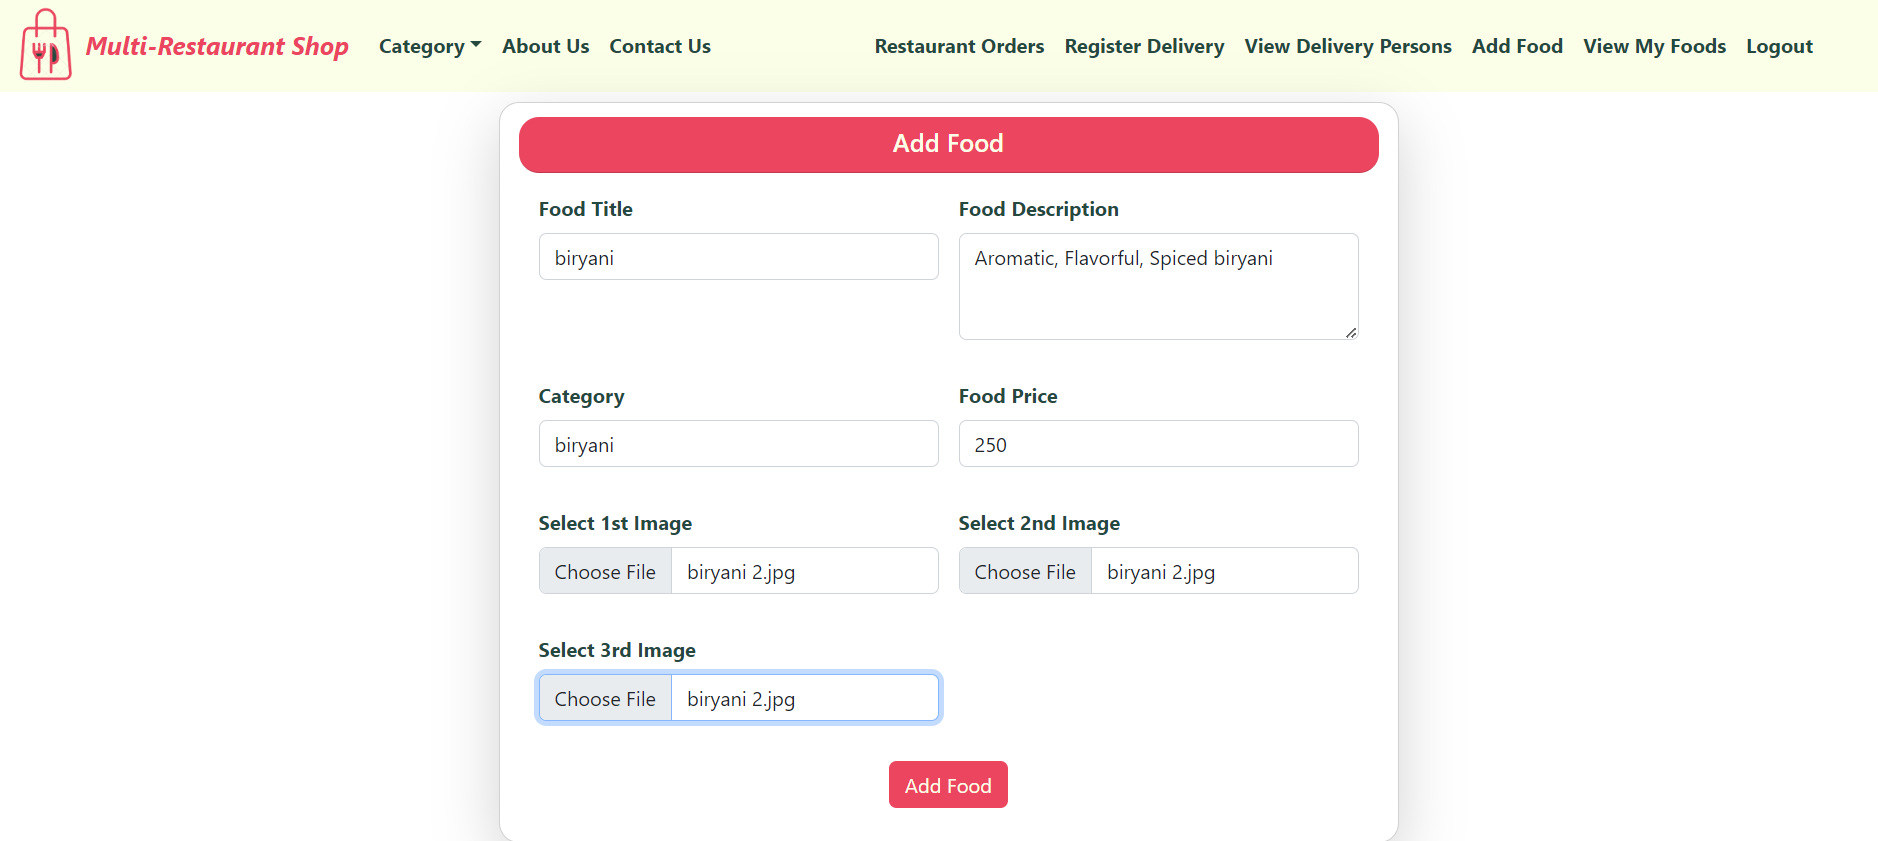 Multi-Restaurant Shop Category About Us Contact Us Restaurant Orders Register Delivery View Delivery Persons Add Food View My Foods Logout
Add Food
Food Title Food Description
biryani Aromatic, Flavorful, Spiced biryani
Category Food Price
biryani 250
Select 1st Image Select 2nd Image
Choose File biryani 2.jpg Choose File biryani 2.jpg
Select 3rd Image
Choose File biryani 2.jpg
Add Food